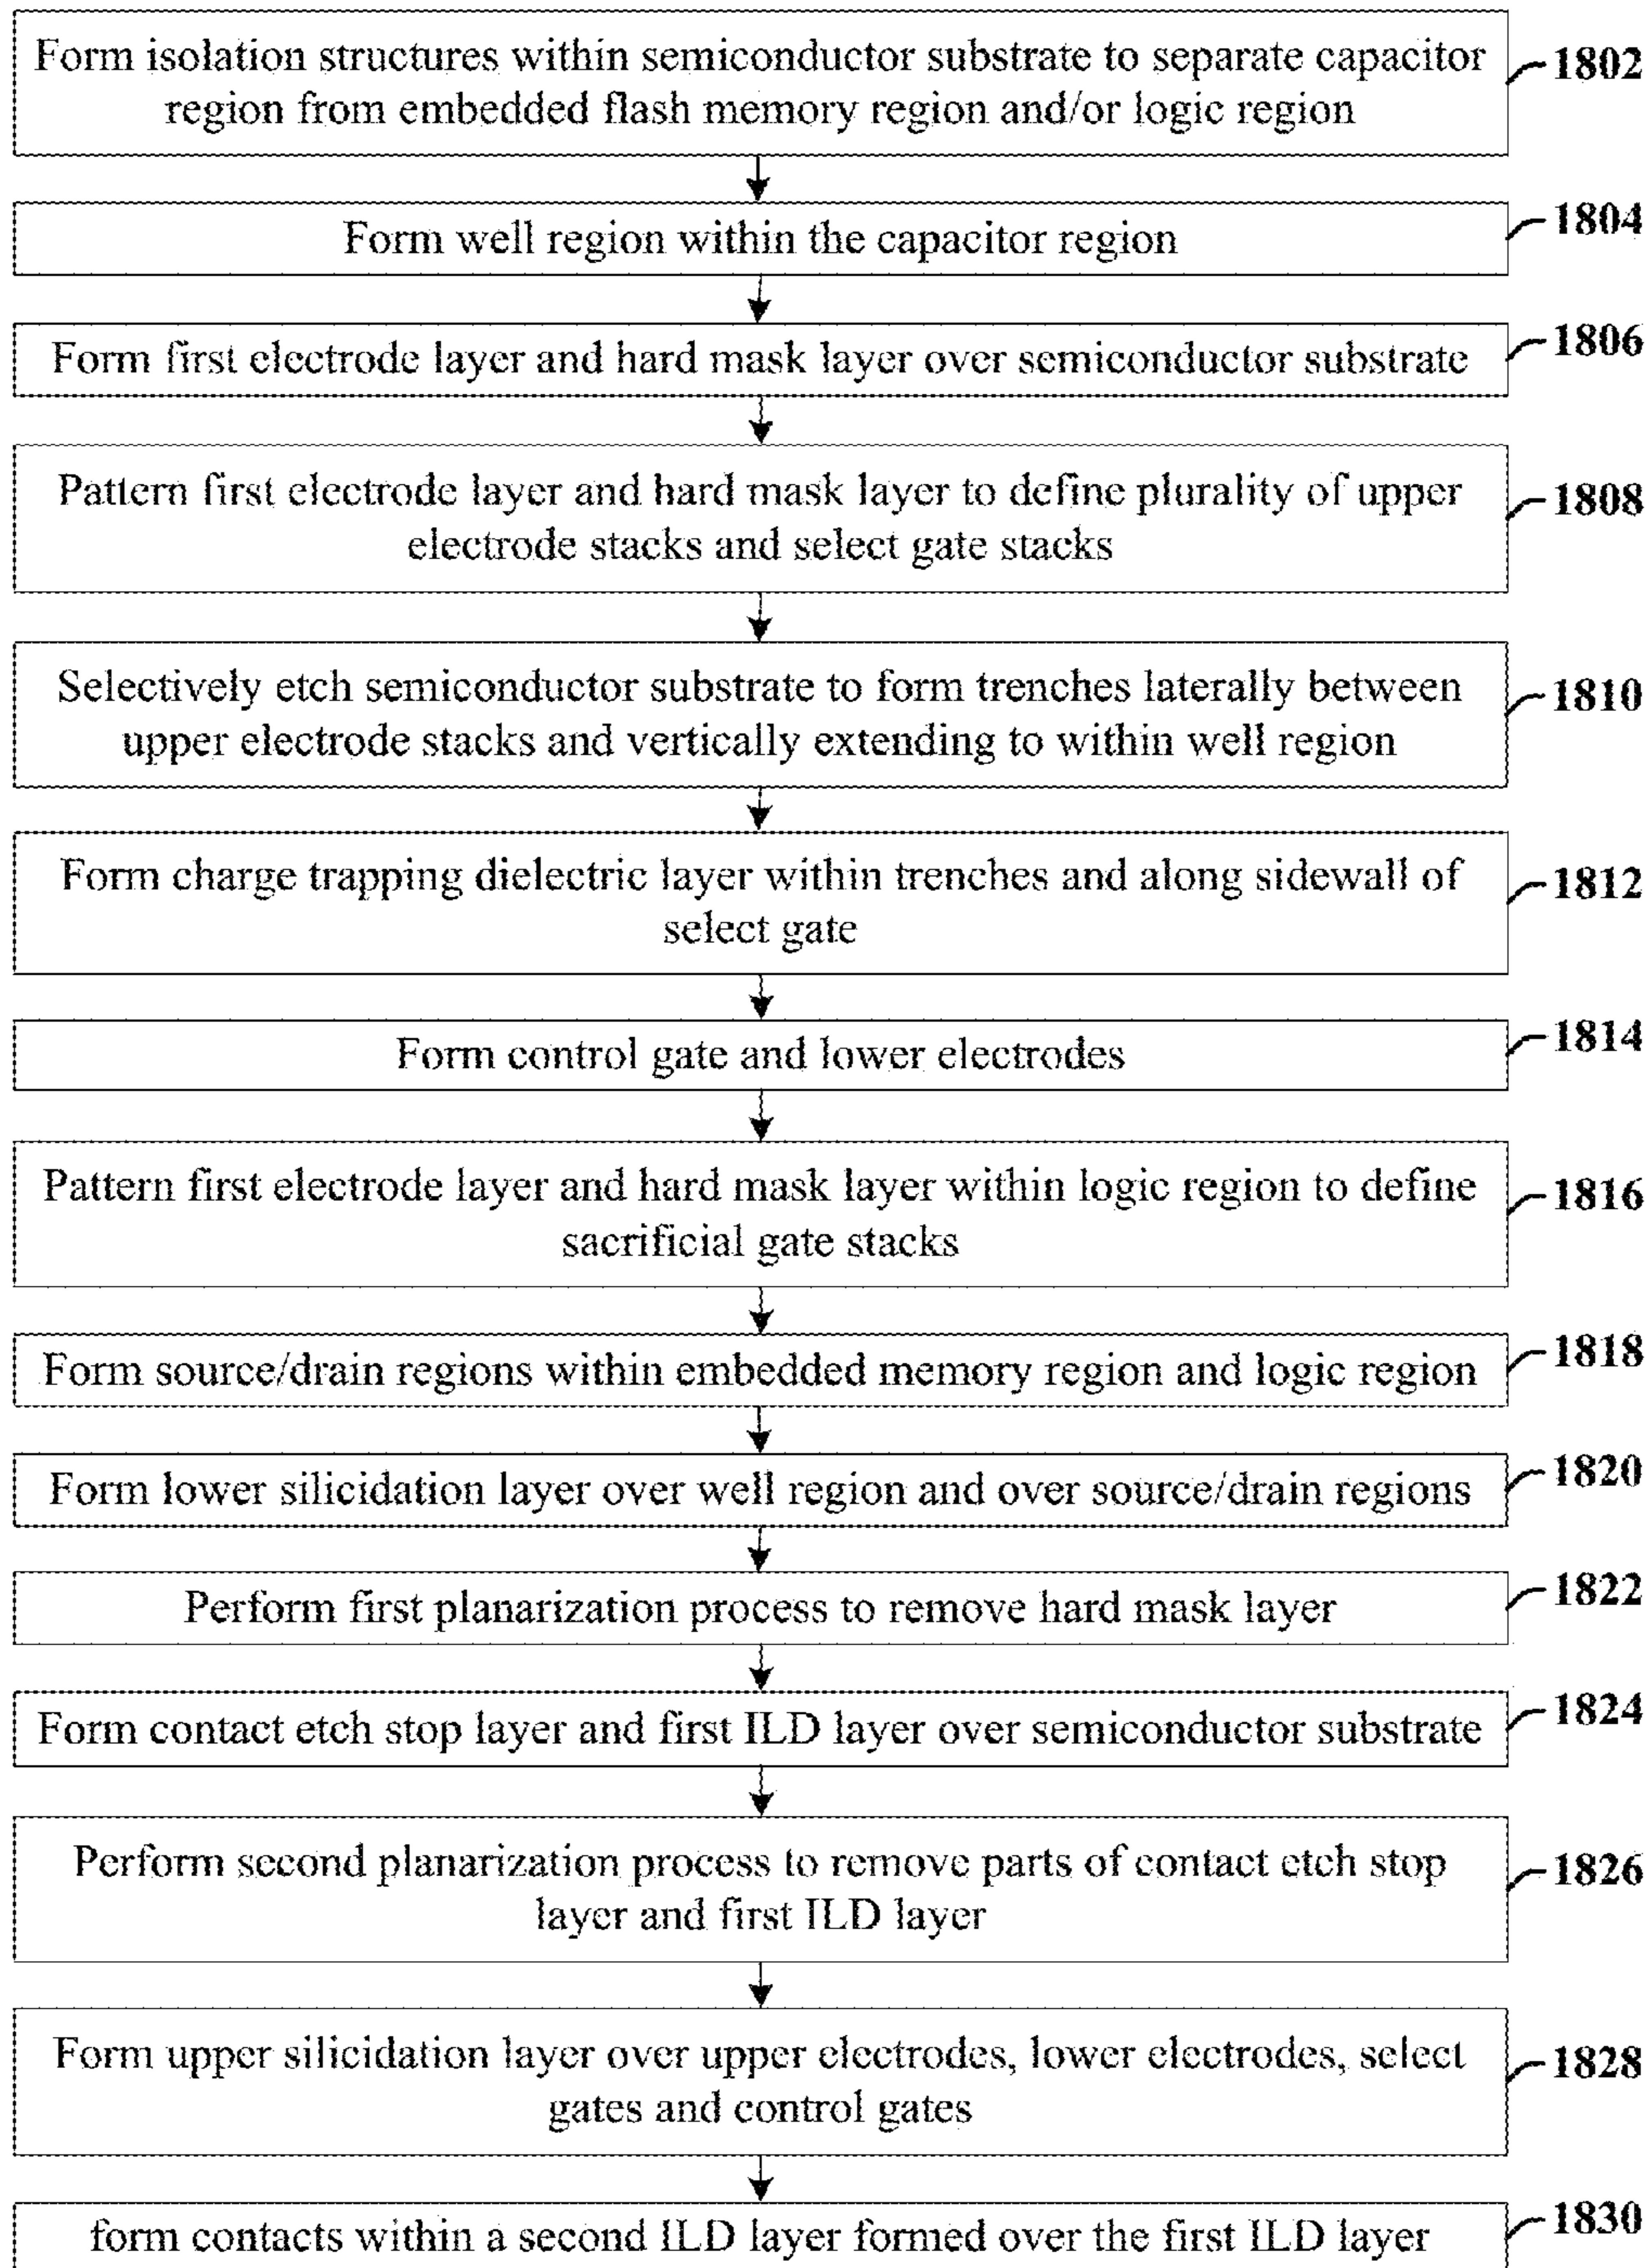 Form isolation structures within semiconductor substrate to separate capacitor
region from embedded flash memory region and/or logic region
1802
Form well region within the capacitor region
1804
Form first electrode layer and hard mask layer over semiconductor substrate
1806
Pattern first electrode layer and hard mask layer to define plurality of upper
electrode stacks and select gate stacks
1808
Selectively etch semiconductor substrate to form trenches laterally between
upper electrode stacks and vertically extending to within well region
1810
Form charge trapping dielectric layer within trenches and along sidewall of
select gate
1812
Form control gate and lower electrodes
1814
Pattern first electrode layer and hard mask layer within logic region to define
sacrificial gate stacks
1816
Form source/drain regions within embedded memory region and logic region
1818
Form lower silicidation layer over well region and over source/drain regions
1820
Perform first planarization process to remove hard mask layer
1822
Form contact etch stop layer and first ILD layer over semiconductor substrate
1824
Perform second planarization process to remove parts of contact etch stop
layer and first ILD layer
1826
Form upper silicidation layer over upper electrodes, lower electrodes, select
gates and control gates
1828
form contacts within a second ILD layer formed over the first ILD layer
1830